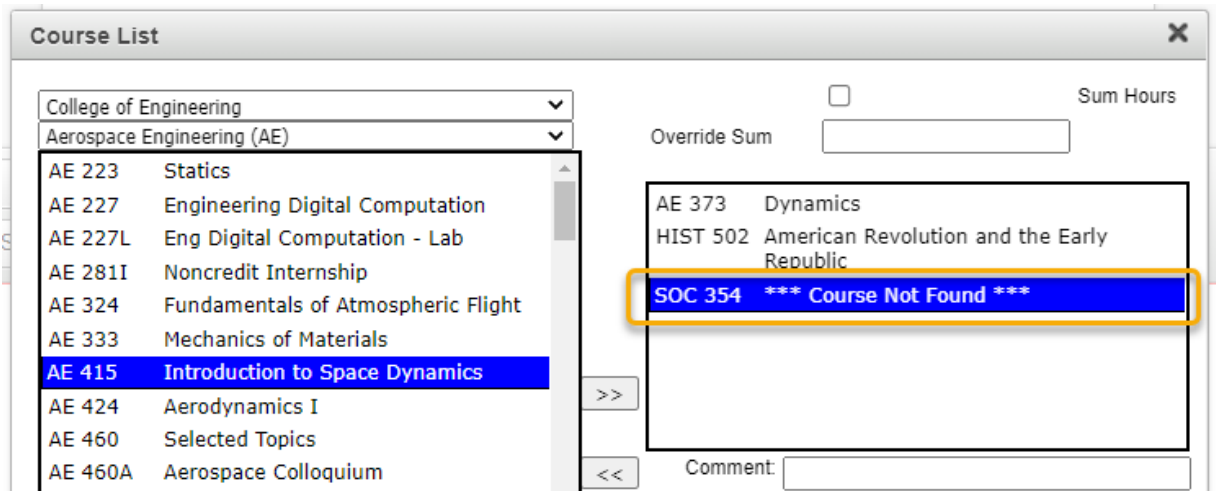 Course List
College of Engineering
Aerospace Engineering (AE)
AE 223 Statics
AE 227 Engineering Digital Computation
AE 227L Eng Digital Computation - Lab
AE 281I Noncredit Internship
AE 324 Fundamentals of Atmospheric Flight
AE 333 Mechanics of Materials
AE 415 Introduction to Space Dynamics
AE 424 Aerodynamics I
AE 460 Selected Topics
AE 460A Aerospace Colloquium
>>
<<
Sum Hours
Override Sum
AE 373 Dynamics
HIST 502 American Revolution and the Early
Republic
SOC 354 *** Course Not Found ***
Comment: